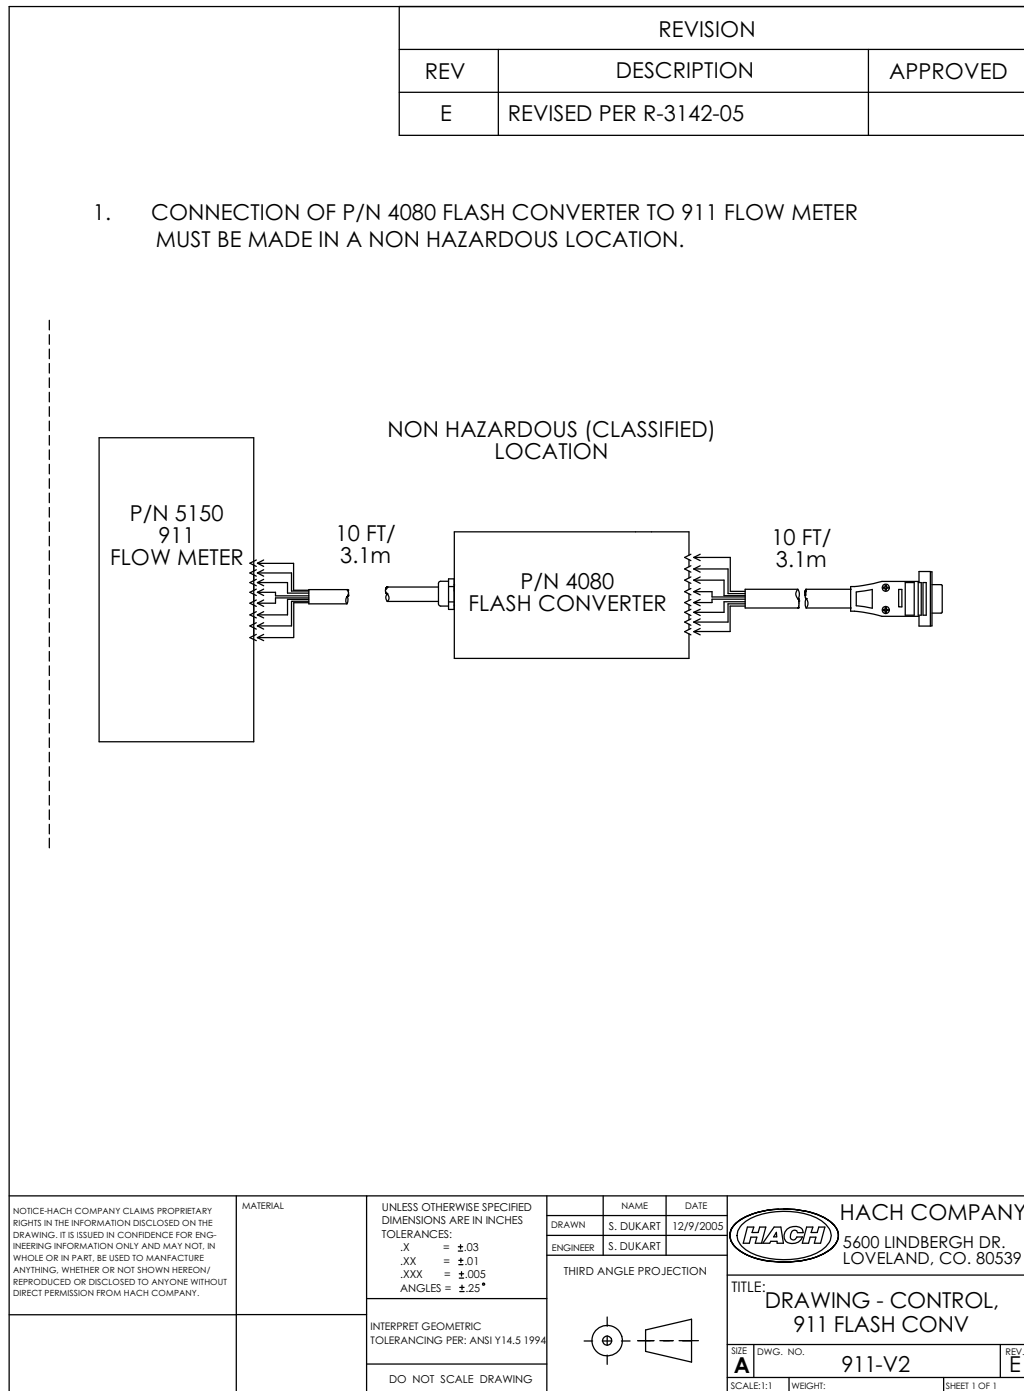 REVISION
REV DESCRIPTION APPROVED
E REVISED PER R-3142-05
1. CONNECTION OF P/N 4080 FLASH CONVERTER TO 911 FLOW METER
MUST BE MADE IN A NON HAZARDOUS LOCATION.
NON HAZARDOUS (CLASSIFIED)
LOCATION
P/N 5150
911
FLOW METER
10 FT/
3.1m
P/N 4080
FLASH CONVERTER
10 FT/
3.1m
NOTICE-HACH COMPANY CLAIMS PROPRIETARY
RIGHTS IN THE INFORMATION DISCLOSED ON THE
DRAWING. IT IS ISSUED IN CONFIDENCE FOR ENG-
INEERING INFORMATION ONLY AND MAY NOT, IN
WHOLE OR IN PART, BE USED TO MANFACTURE
ANYTHING, WHETHER OR NOT SHOWN HEREON/
REPRODUCED OR DISCLOSED TO ANYONE WITHOUT
DIRECT PERMISSION FROM HACH COMPANY.
MATERIAL
UNLESS OTHERWISE SPECIFIED
DIMENSIONS ARE IN INCHES
TOLERANCES:
.X = ±.03
.XX = ±.01
.XXX = ±.005
ANGLES = ±.25°
INTERPRET GEOMETRIC
TOLERANCING PER: ANSI Y14.5 1994
DO NOT SCALE DRAWING
NAME DATE
DRAWN S. DUKART 12/9/2005
ENGINEER S. DUKART
THIRD ANGLE PROJECTION
HACH
HACH COMPANY
5600 LINDBERGH DR.
LOVELAND, CO. 80539
TITLE:
DRAWING - CONTROL,
911 FLASH CONV
SIZE DWG. NO. REV.
A 911-V2 E
SCALE:1:1 WEIGHT: SHEET 1 OF 1